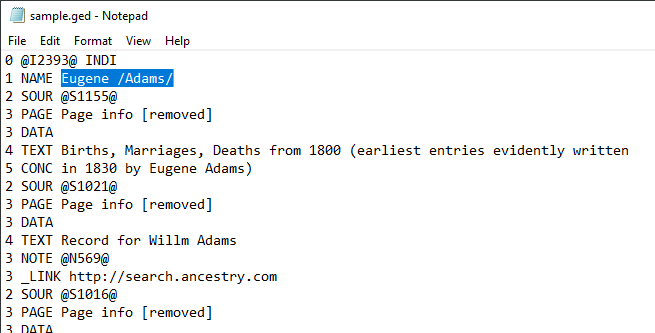 sample.ged - Notepad
File Edit Format View Help
0 @I2393@ INDI
1 NAME Eugene /Adams/
2 SOUR @S1155@
3 PAGE Page info [removed]
3 DATA
4 TEXT Births, Marriages, Deaths from 1800 (earliest entries evidently written
5 CONC in 1830 by Eugene Adams)
2 SOUR @S1021@
3 PAGE Page info [removed]
3 DATA
4 TEXT Record for Willm Adams
3 NOTE @N569@
3 _LINK http://search.ancestry.com
2 SOUR @S1016@
3 PAGE Page info [removed]
3 DATA